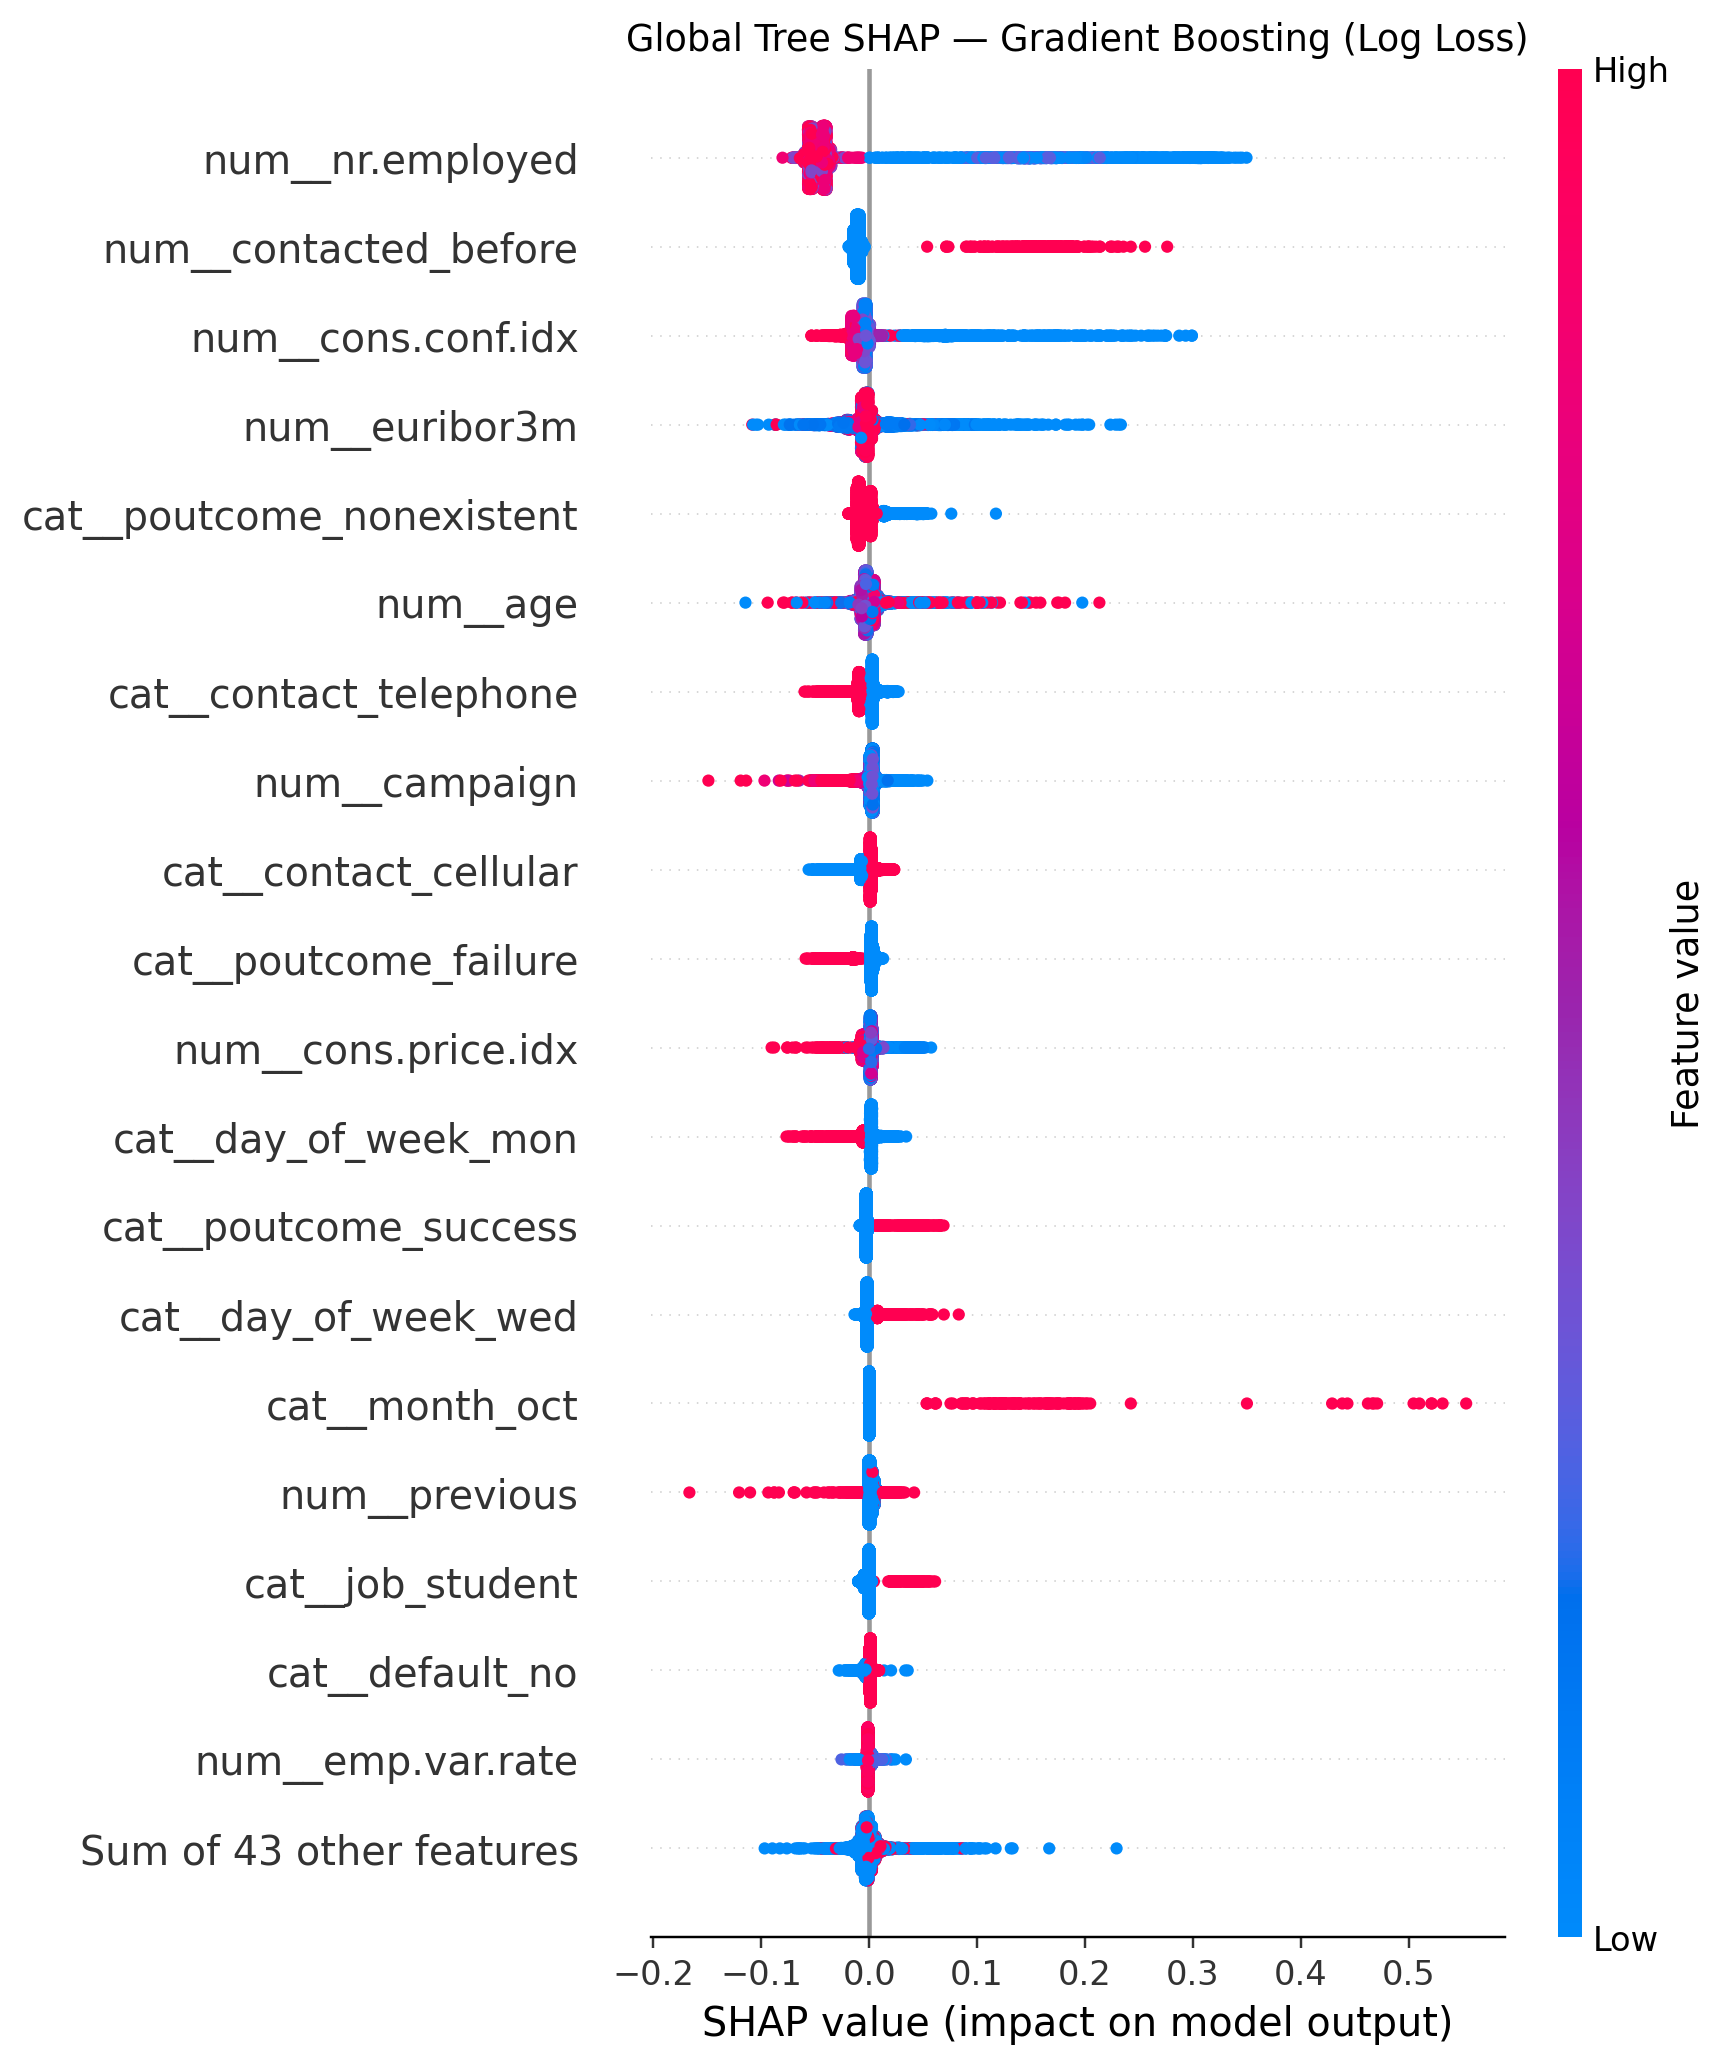 Global Tree SHAP — Gradient Boosting (Log Loss)
High
num__nr.employed
num__contacted_before
num__cons.conf.idx
num__euribor3m
cat__poutcome_nonexistent
num__age
cat__contact_telephone
num__campaign
cat__contact_cellular
cat__poutcome_failure
num__cons.price.idx
cat__day_of_week_mon
cat__poutcome_success
cat__day_of_week_wed
cat__month_oct
num__previous
cat__job_student
cat__default_no
num__emp.var.rate
Sum of 43 other features
Feature value
Low
−0.2 −0.1 0.0 0.1 0.2 0.3 0.4 0.5
SHAP value (impact on model output)